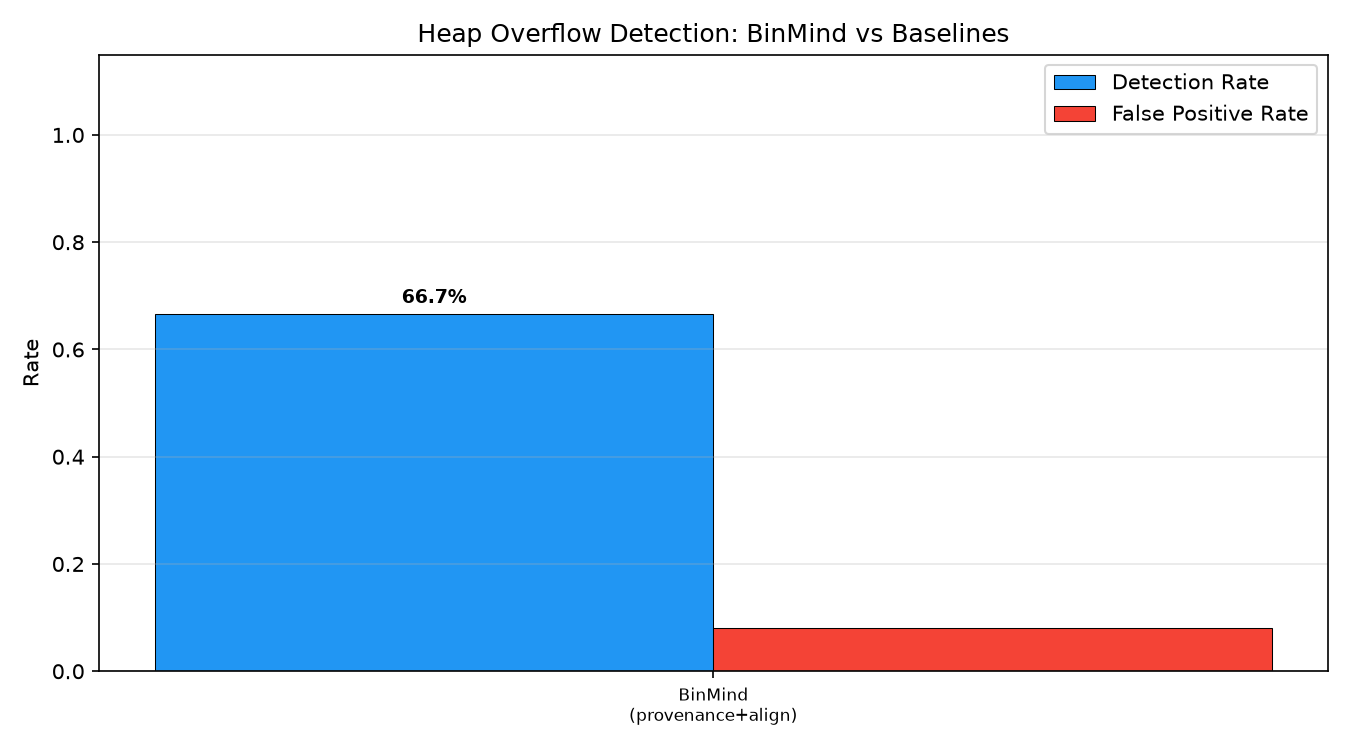 Heap Overflow Detection: BinMind vs Baselines
Detection Rate
False Positive Rate
1.0
0.8
66.7%
0.6
Rate
0.4
0.2
0.0
BinMind
(provenance+align)